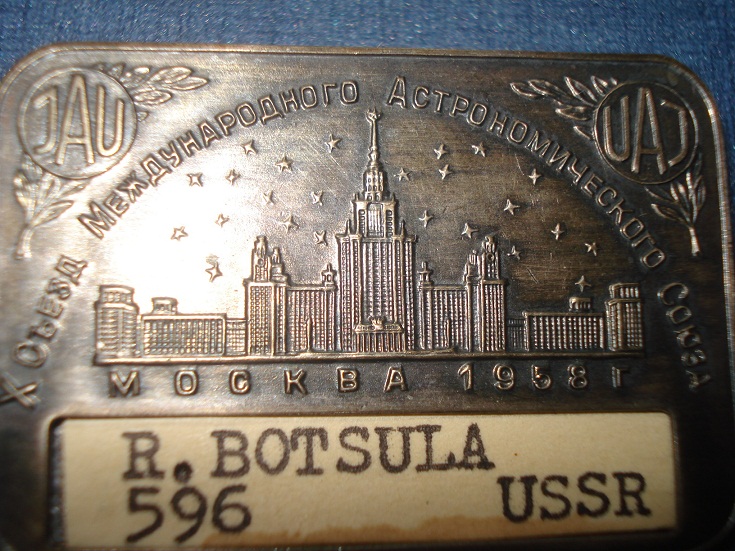 JAU
UAJ
X Съезд Международного Астрономического Союза
МОСКВА 1958 г
R. BOTSULA
596 USSR